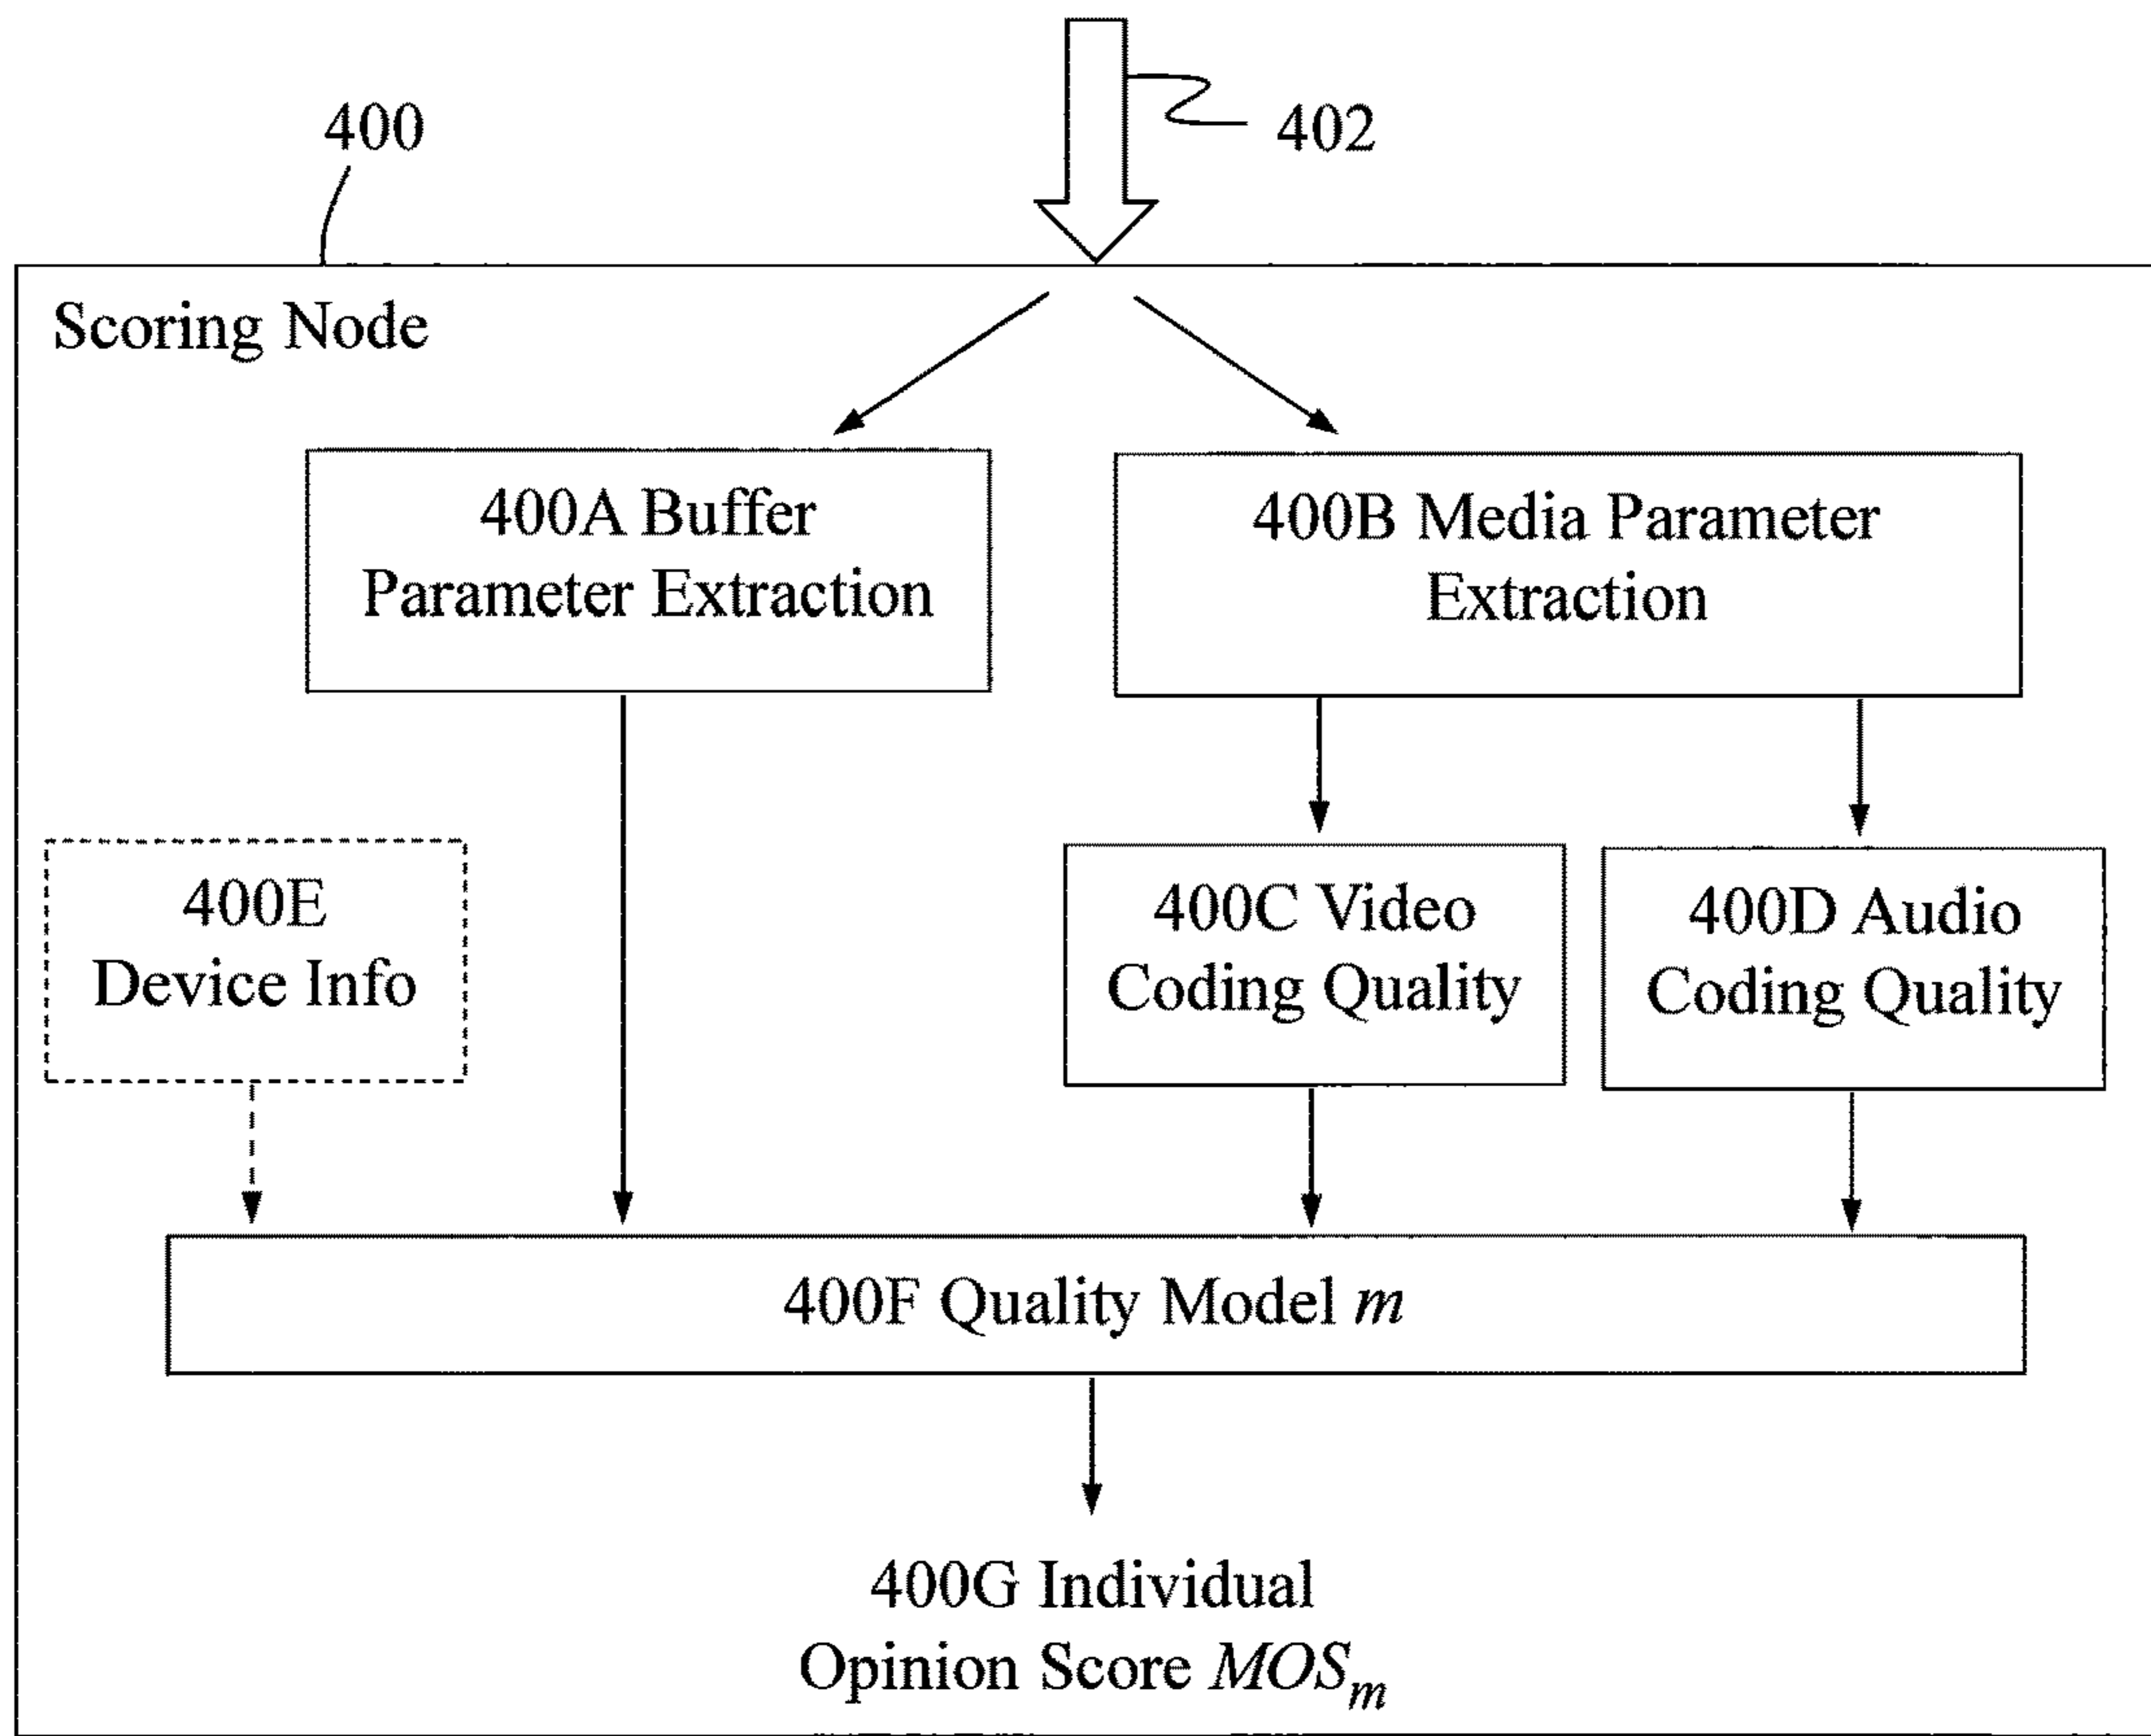 400
402
Scoring Node
400A Buffer
Parameter Extraction
400B Media Parameter
Extraction
400E
Device Info
400C Video
Coding Quality
400D Audio
Coding Quality
400F Quality Model m
400G Individual
Opinion Score MOSm